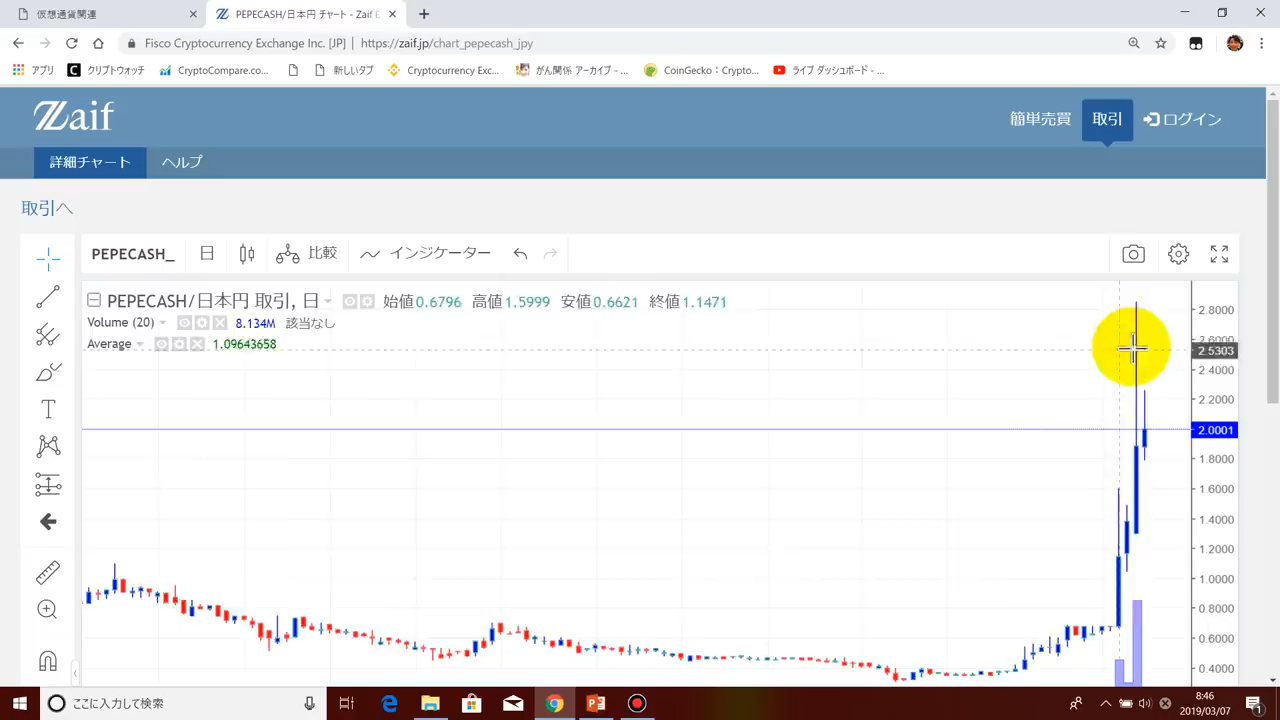 仮想通貨関連
PEPECASH/日本円 チャート - Zaif E
Fisco Cryptocurrency Exchange Inc. [JP] | https://zaif.jp/chart_pepecash_jpy
アプリ
クリプトウォッチ
CryptoCompare.co...
新しいタブ
Cryptocurrency Exc...
がん関係 アーカイブ - ...
CoinGecko：Crypto...
ライブ ダッシュボード - ...
Zaif
簡単売買
取引
ログイン
詳細チャート
ヘルプ
取引へ
PEPECASH_
日
比較
インジケーター
PEPECASH/日本円 取引, 日
始値0.6796 高値1.5999 安値0.6621 終値1.1471
Volume (20)
8.134M 該当なし
Average
1.09643658
2.8000
2.6000
2.5303
2.4000
2.2000
2.0001
1.8000
1.6000
1.4000
1.2000
1.0000
0.8000
0.6000
0.4000
ここに入力して検索
8:46
2019/03/07
1